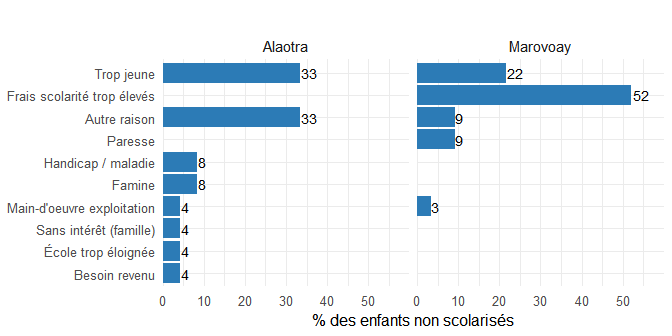 Alaotra Marovoay
Trop jeune 33 22
Frais scolarité trop élevés 52
Autre raison 33 9
Paresse 9
Handicap / maladie 8
Famine 8
Main-d'oeuvre exploitation 4 3
Sans intérêt (famille) 4
École trop éloignée 4
Besoin revenu 4
0 10 20 30 40 50 0 10 20 30 40 50
% des enfants non scolarisés